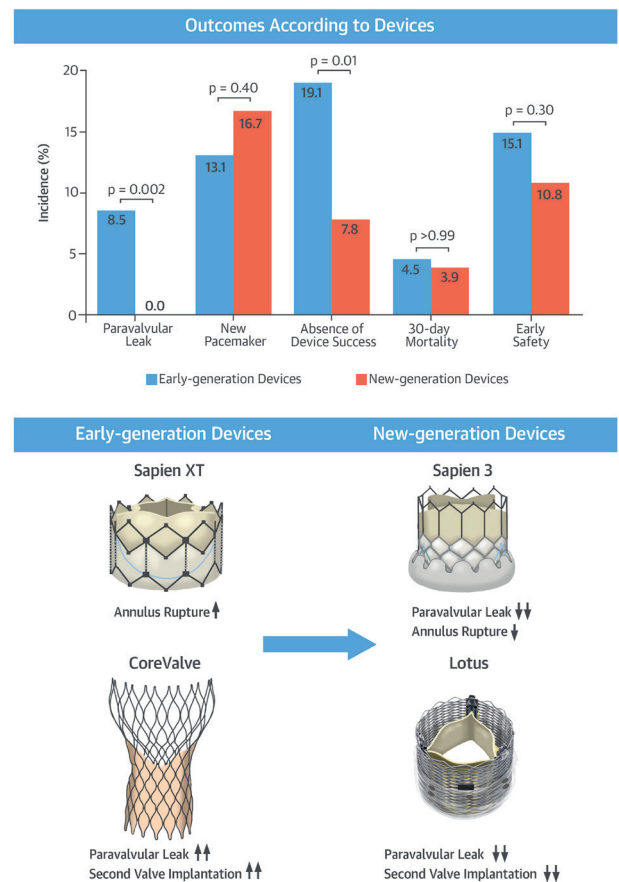 Outcomes According to Devices
Incidence (%)
20
15
10
5
0
p = 0.002
8.5
0.0
p = 0.40
13.1
16.7
p = 0.01
19.1
7.8
p >0.99
4.5
3.9
p = 0.30
15.1
10.8
Paravalvular
Leak
New
Pacemaker
Absence of
Device Success
30-day
Mortality
Early
Safety
Early-generation Devices
New-generation Devices
Early-generation Devices
New-generation Devices
Sapien XT
Annulus Rupture ↑
Sapien 3
Paravalvular Leak ↓↓
Annulus Rupture ↓
CoreValve
Paravalvular Leak ↑↑
Second Valve Implantation ↑↑
Lotus
Paravalvular Leak ↓↓
Second Valve Implantation ↓↓